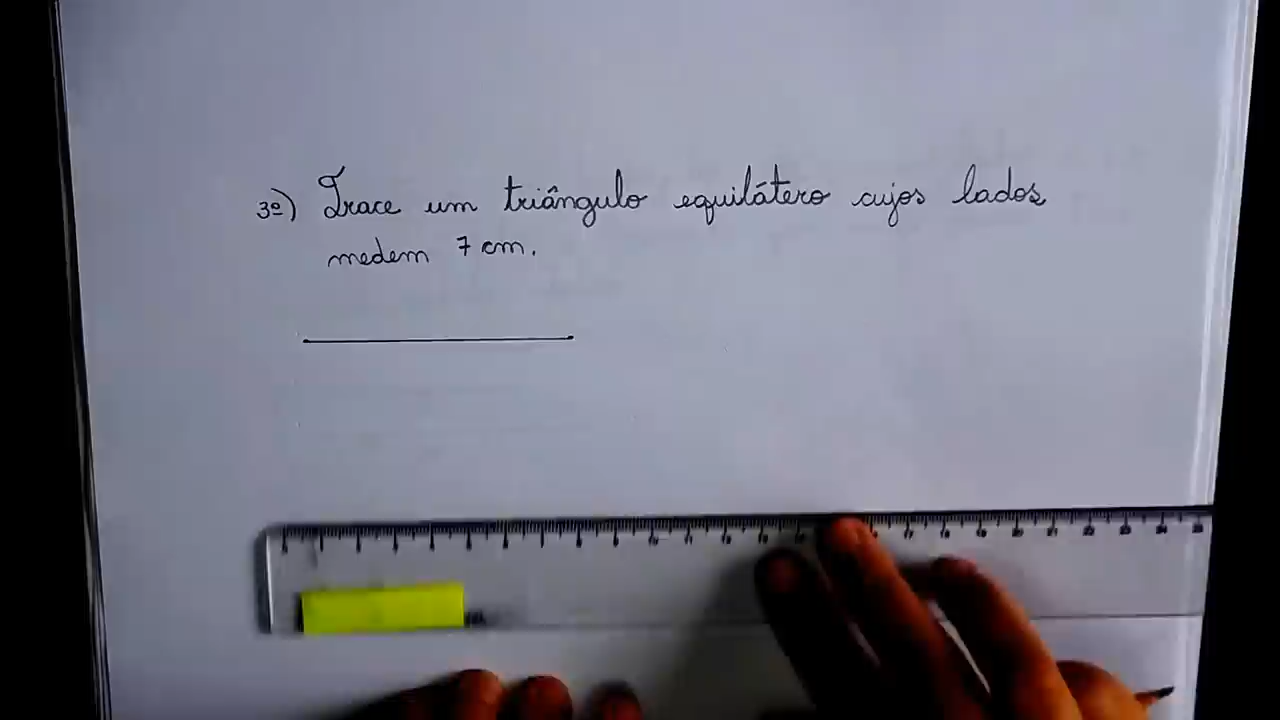 3º) Trace um triângulo equilátero cujos lados
medem 7 cm.